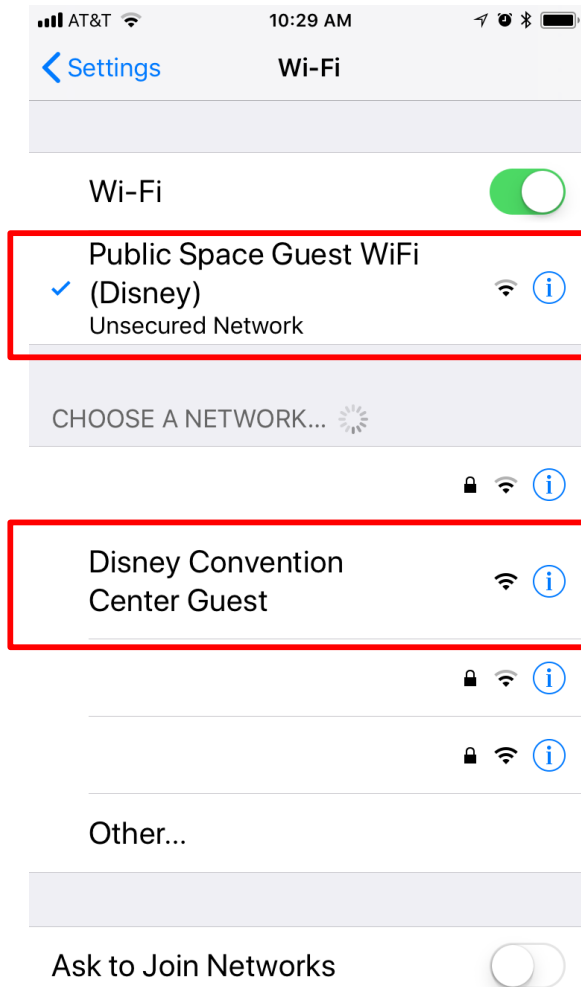 AT&T 10:29 AM
Settings Wi-Fi
Wi-Fi
Public Space Guest WiFi
(Disney)
Unsecured Network
CHOOSE A NETWORK...
Disney Convention
Center Guest
Other...
Ask to Join Networks